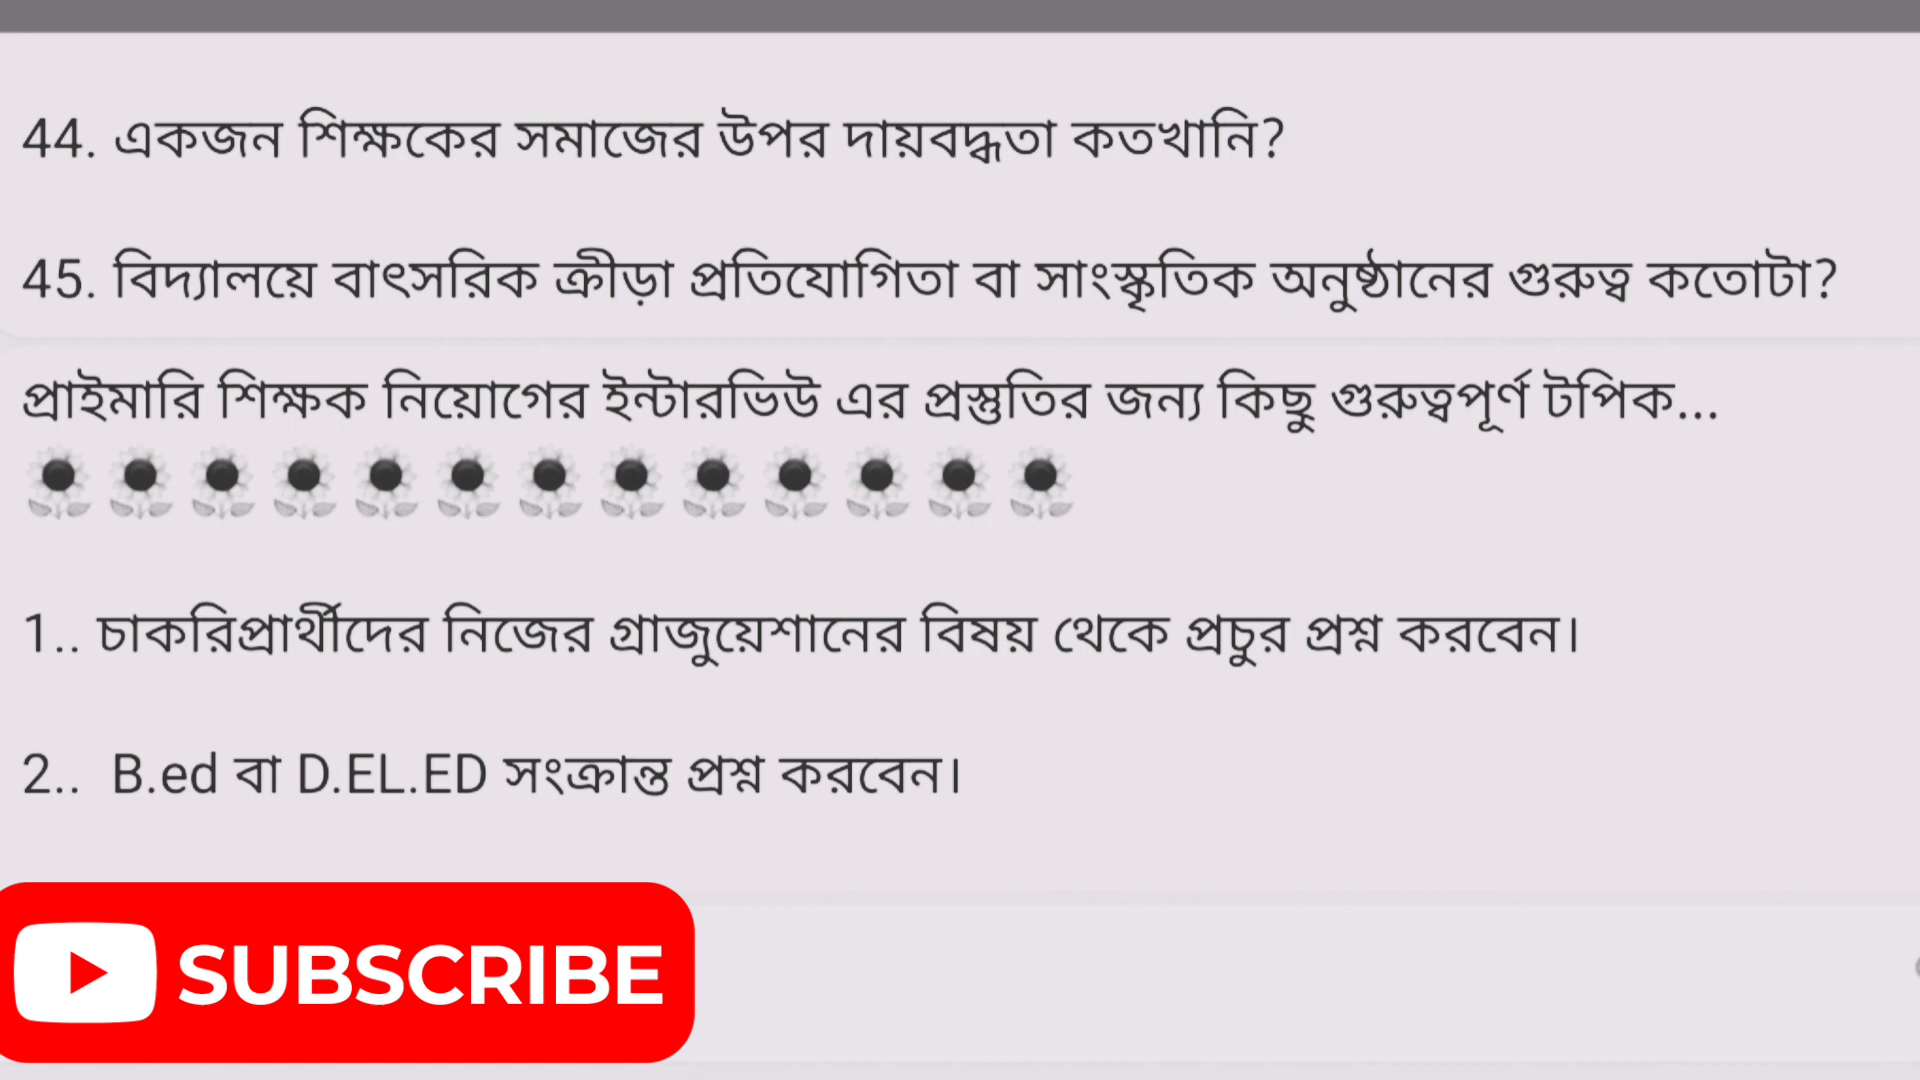 44. একজন শিক্ষকের সমাজের উপর দায়বদ্ধতা কতখানি?
45. বিদ্যালয়ে বাৎসরিক ক্রীড়া প্রতিযোগিতা বা সাংস্কৃতিক অনুষ্ঠানের গুরুত্ব কতোটা?
প্রাইমারি শিক্ষক নিয়োগের ইন্টারভিউ এর প্রস্তুতির জন্য কিছু গুরুত্বপূর্ণ টপিক...
🌻🌻🌻🌻🌻🌻🌻🌻🌻🌻🌻🌻🌻
1.. চাকরিপ্রার্থীদের নিজের গ্রাজুয়েশানের বিষয় থেকে প্রচুর প্রশ্ন করবেন।
2.. B.ed বা D.EL.ED সংক্রান্ত প্রশ্ন করবেন।
SUBSCRIBE